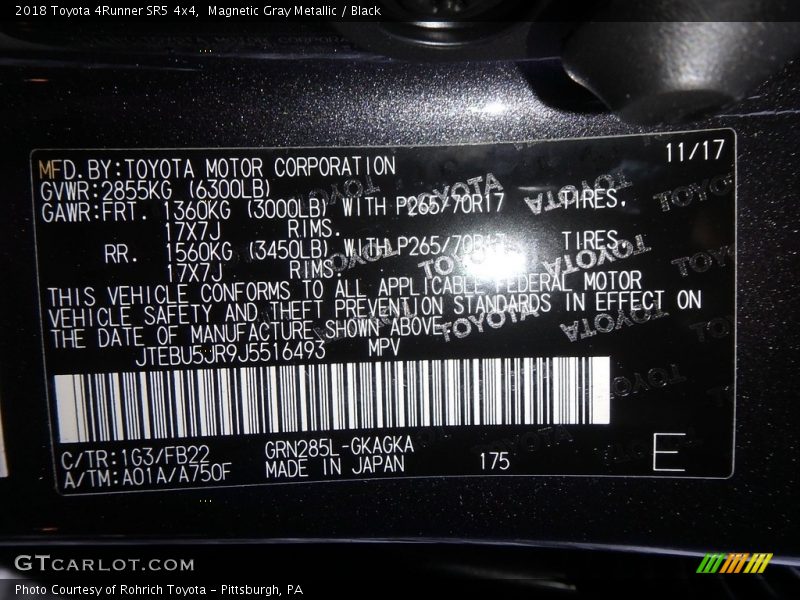 2018 Toyota 4Runner SR5 4x4, Magnetic Gray Metallic / Black
11/17
MFD.BY:TOYOTA MOTOR CORPORATION
GVWR:2855KG (6300LB)
GAWR:FRT. 1360KG (3000LB) WITH P265/70R17 TIRES,
17X7J RIMS.
RR. 1560KG (3450LB) WITH P265/70R17 TIRES,
17X7J RIMS.
THIS VEHICLE CONFORMS TO ALL APPLICABLE FEDERAL MOTOR
VEHICLE SAFETY AND THEFT PREVENTION STANDARDS IN EFFECT ON
THE DATE OF MANUFACTURE SHOWN ABOVE.
JTEBU5JR9J5516493 MPV
C/TR:1G3/FB22 GRN285L-GKAGKA
A/TM:A01A/A750F MADE IN JAPAN 175 E
GTCARLOT.COM
Photo Courtesy of Rohrich Toyota - Pittsburgh, PA